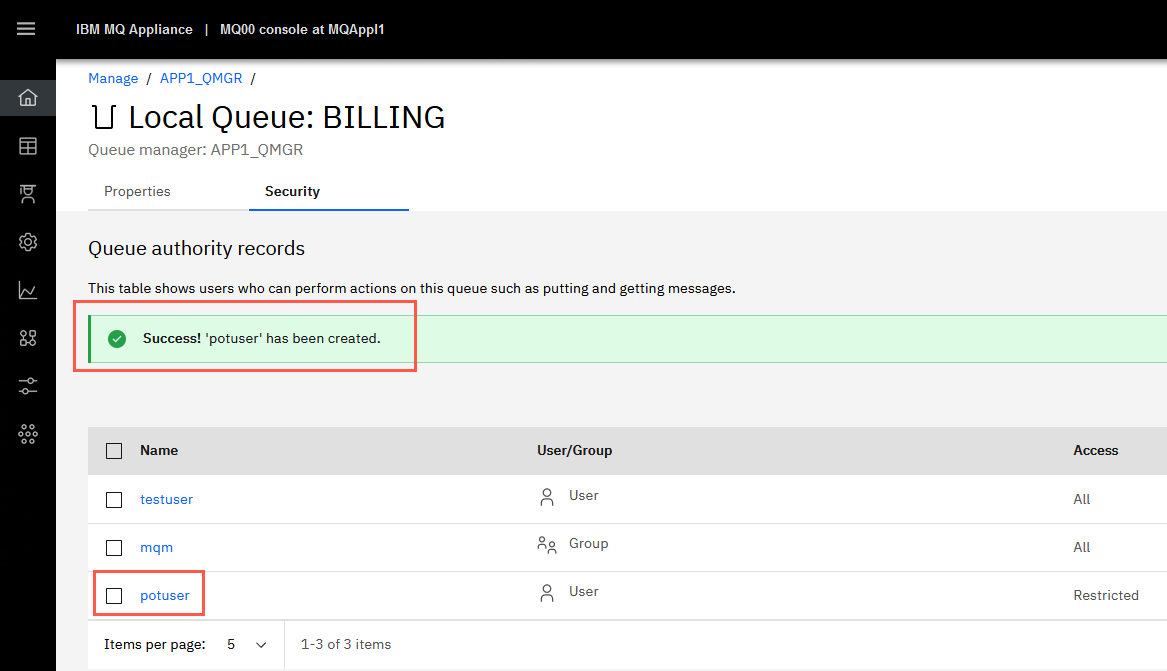 IBM MQ Appliance | MQ00 console at MQAppl1
Manage / APP1_QMGR /
Local Queue: BILLING
Queue manager: APP1_QMGR
Properties Security
Queue authority records
This table shows users who can perform actions on this queue such as putting and getting messages.
Success! 'potuser' has been created.
Name User/Group Access
testuser User All
mqm Group All
potuser User Restricted
Items per page: 5 1-3 of 3 items